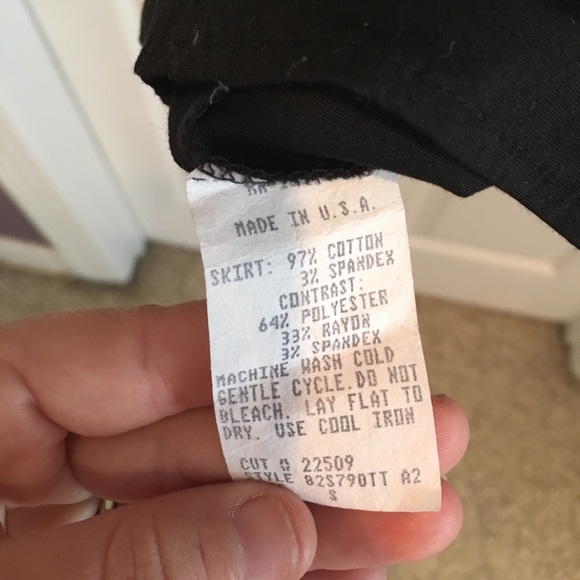 MADE IN U.S.A.
SKIRT: 97% COTTON
3% SPANDEX
CONTRAST:
64% POLYESTER
33% RAYON
3% SPANDEX
MACHINE WASH COLD
GENTLE CYCLE.DO NOT
BLEACH. LAY FLAT TO
DRY. USE COOL IRON
CUT # 22509
STYLE 82S790TT A2
S